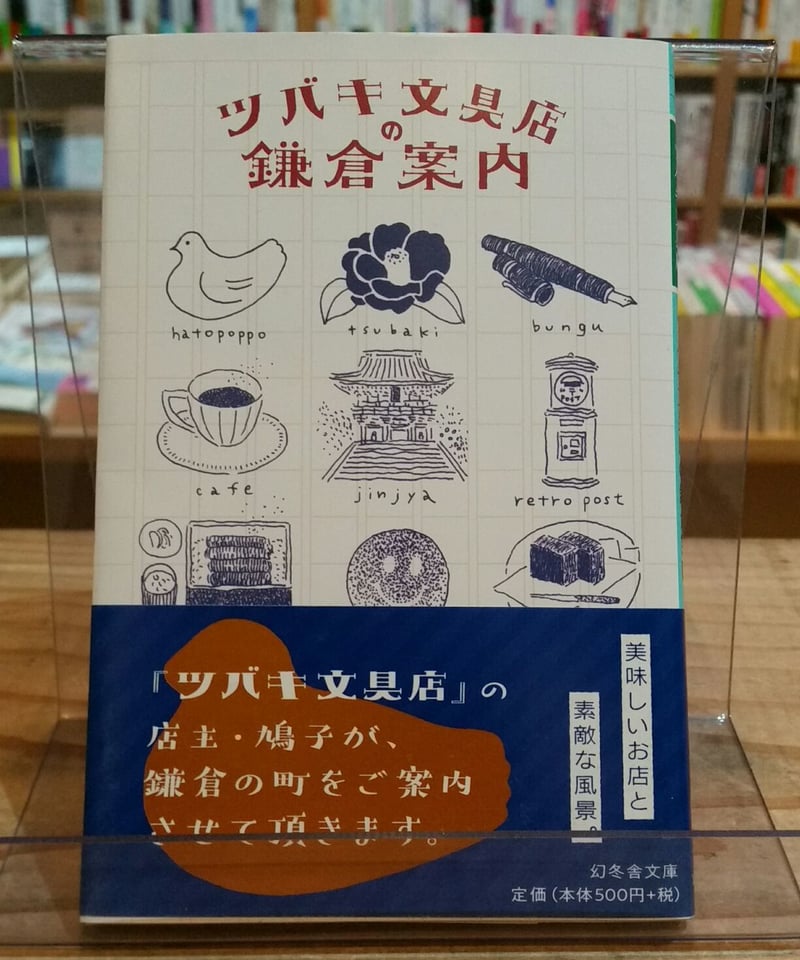 ツバキ文具店
の
鎌倉案内
hatopoppo
tsubaki
bungu
cafe
jinjya
retro post
POST
美味しいお店と
素敵な風景。
『ツバキ文具店』の
店主・鳩子が、
鎌倉の町をご案内
させて頂きます。
幻冬舎文庫
定価（本体500円+税）